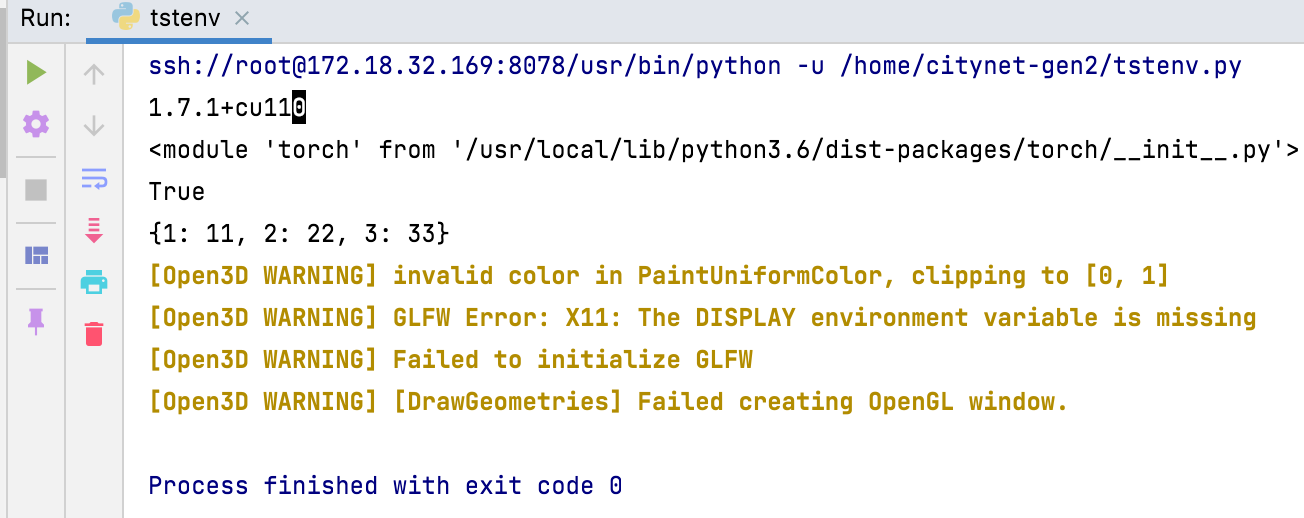 Run:
tstenv
ssh://root@172.18.32.169:8078/usr/bin/python -u /home/citynet-gen2/tstenv.py
1.7.1+cu110
<module 'torch' from '/usr/local/lib/python3.6/dist-packages/torch/__init__.py'>
True
{1: 11, 2: 22, 3: 33}
[Open3D WARNING] invalid color in PaintUniformColor, clipping to [0, 1]
[Open3D WARNING] GLFW Error: X11: The DISPLAY environment variable is missing
[Open3D WARNING] Failed to initialize GLFW
[Open3D WARNING] [DrawGeometries] Failed creating OpenGL window.
Process finished with exit code 0